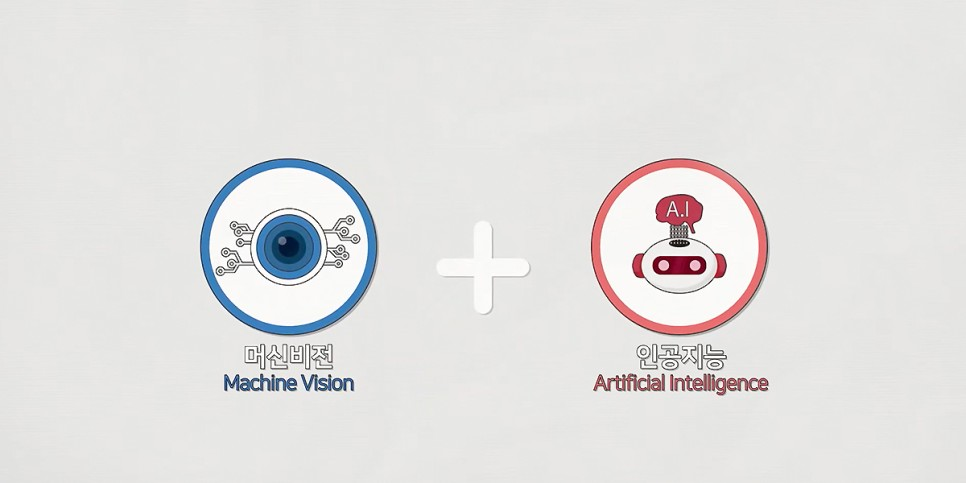 A.I
머신비전
Machine Vision
인공지능
Artificial Intelligence